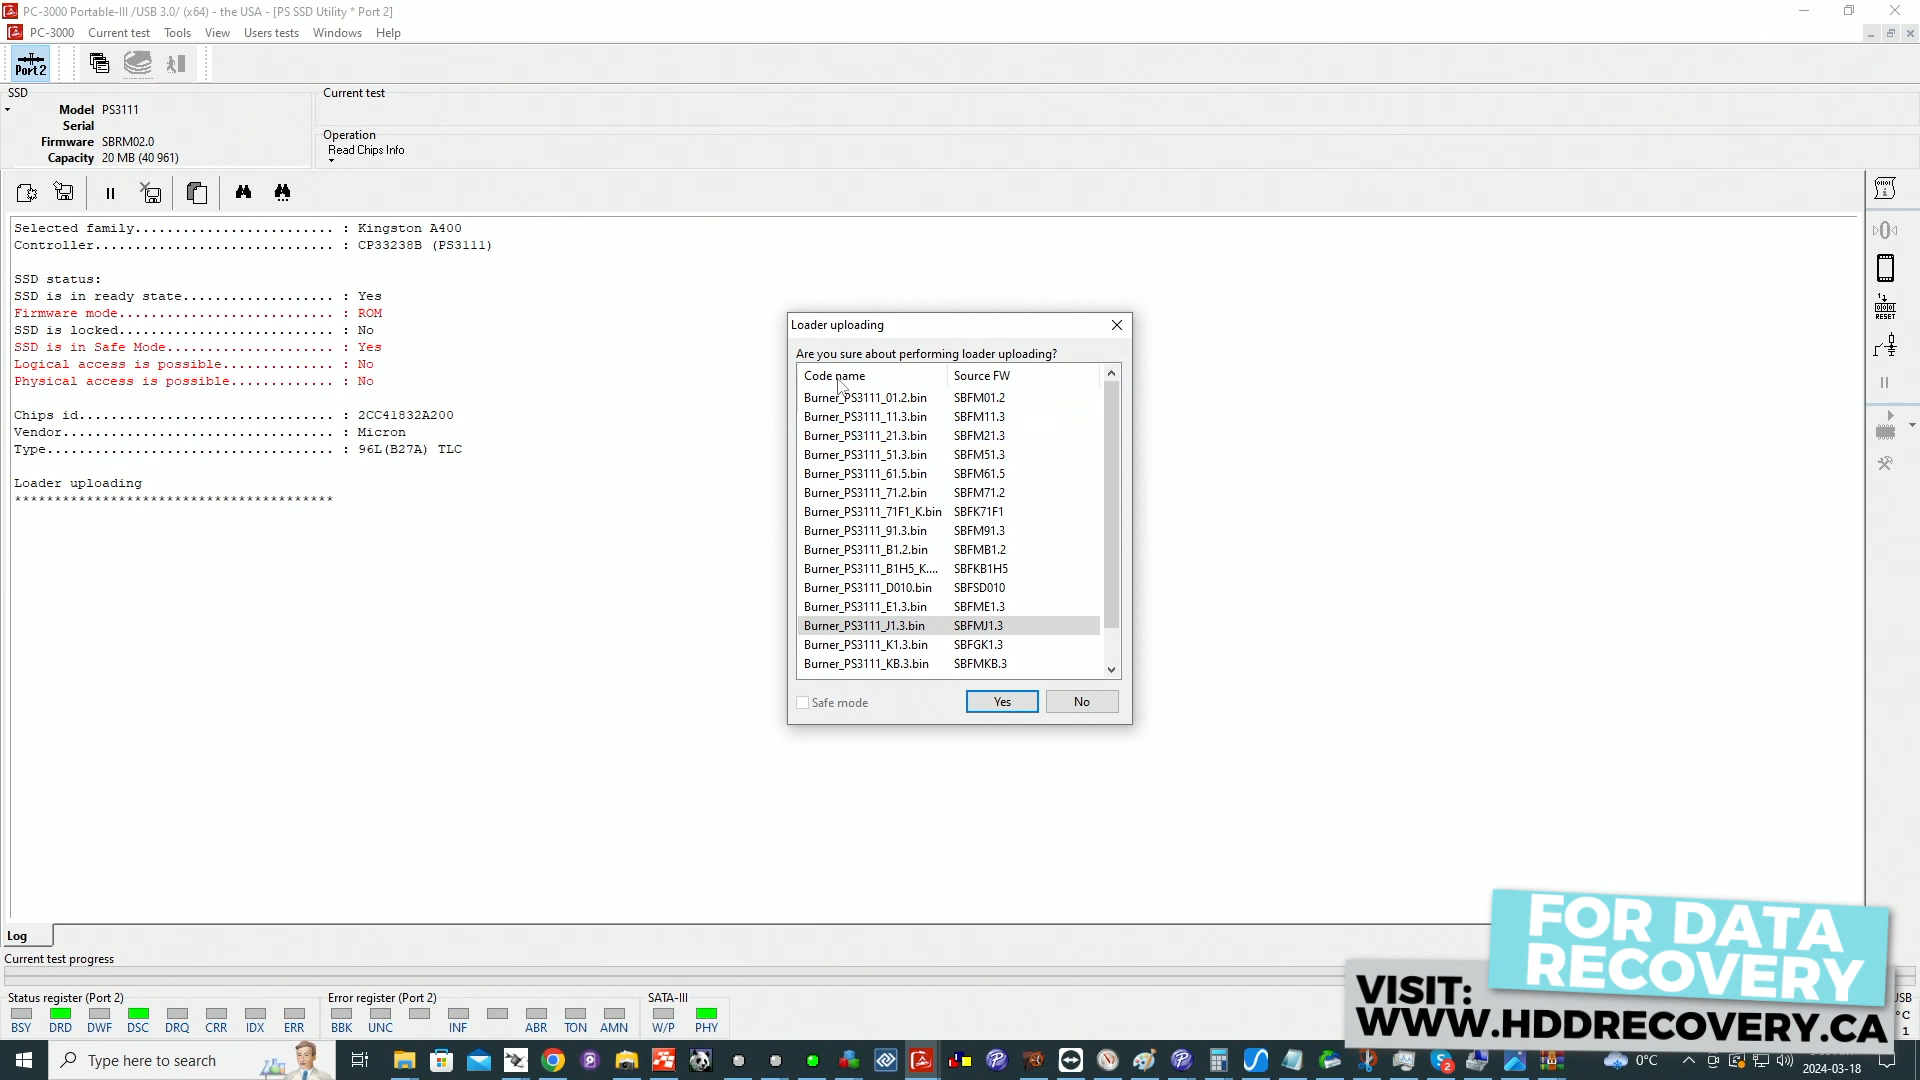 PC-3000 Portable-III /USB 3.0/ (x64) - the USA - [PS SSD Utility * Port 2]
PC-3000 Current test Tools View Users tests Windows Help
Port2
SSD
Model PS3111
Serial
Firmware SBRM02.0
Capacity 20 MB (40 961)
Current test
Operation
Read Chips Info
Selected family......................... : Kingston A400
Controller.............................. : CP33238B (PS3111)
SSD status:
SSD is in ready state................... : Yes
Firmware mode........................... : ROM
SSD is locked........................... : No
SSD is in Safe Mode..................... : Yes
Logical access is possible.............. : No
Physical access is possible............. : No
Chips id................................ : 2CC41832A200
Vendor.................................. : Micron
Type.................................... : 96L(B27A) TLC
Loader uploading
****************************************
Loader uploading
Are you sure about performing loader uploading?
Code name Source FW
Burner_PS3111_01.2.bin SBFM01.2
Burner_PS3111_11.3.bin SBFM11.3
Burner_PS3111_21.3.bin SBFM21.3
Burner_PS3111_51.3.bin SBFM51.3
Burner_PS3111_61.5.bin SBFM61.5
Burner_PS3111_71.2.bin SBFM71.2
Burner_PS3111_71F1_K.bin SBFK71F1
Burner_PS3111_91.3.bin SBFM91.3
Burner_PS3111_B1.2.bin SBFMB1.2
Burner_PS3111_B1H5_K.... SBFKB1H5
Burner_PS3111_D010.bin SBFSD010
Burner_PS3111_E1.3.bin SBFME1.3
Burner_PS3111_J1.3.bin SBFMJ1.3
Burner_PS3111_K1.3.bin SBFGK1.3
Burner_PS3111_KB.3.bin SBFMKB.3
Safe mode Yes No
RESET
Log
Current test progress
Status register (Port 2) Error register (Port 2) SATA-III
BSY DRD DWF DSC DRQ CRR IDX ERR BBK UNC INF ABR TON AMN W/P PHY
FOR DATA
RECOVERY
VISIT:
WWW.HDDRECOVERY.CA
Type here to search
0°C
2024-03-18